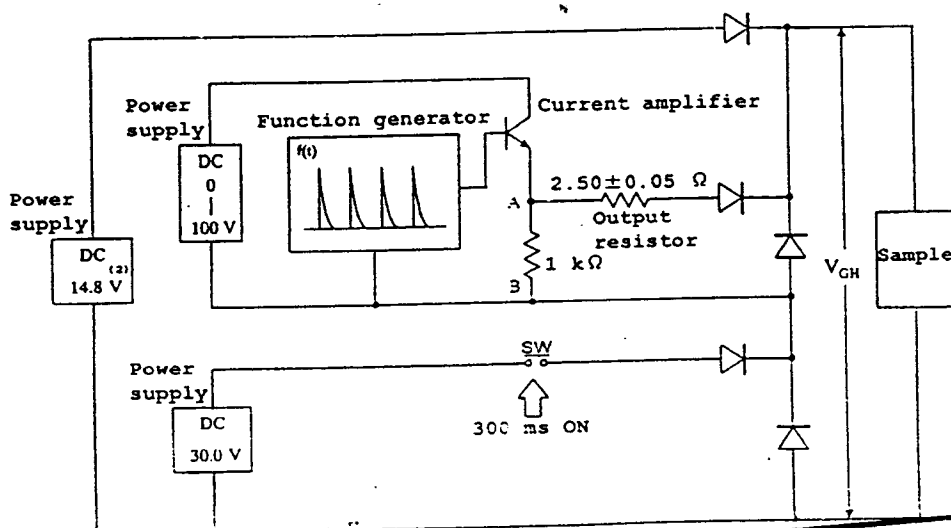 Power
supply
DC
(2)
14.8 V
Power
supply
DC
0
100 V
Function generator
f(t)
Current amplifier
A
2.50±0.05 Ω
Output
resistor
1 kΩ
B
V_GH
Sample
Power
supply
DC
30.0 V
SW
300 ms ON